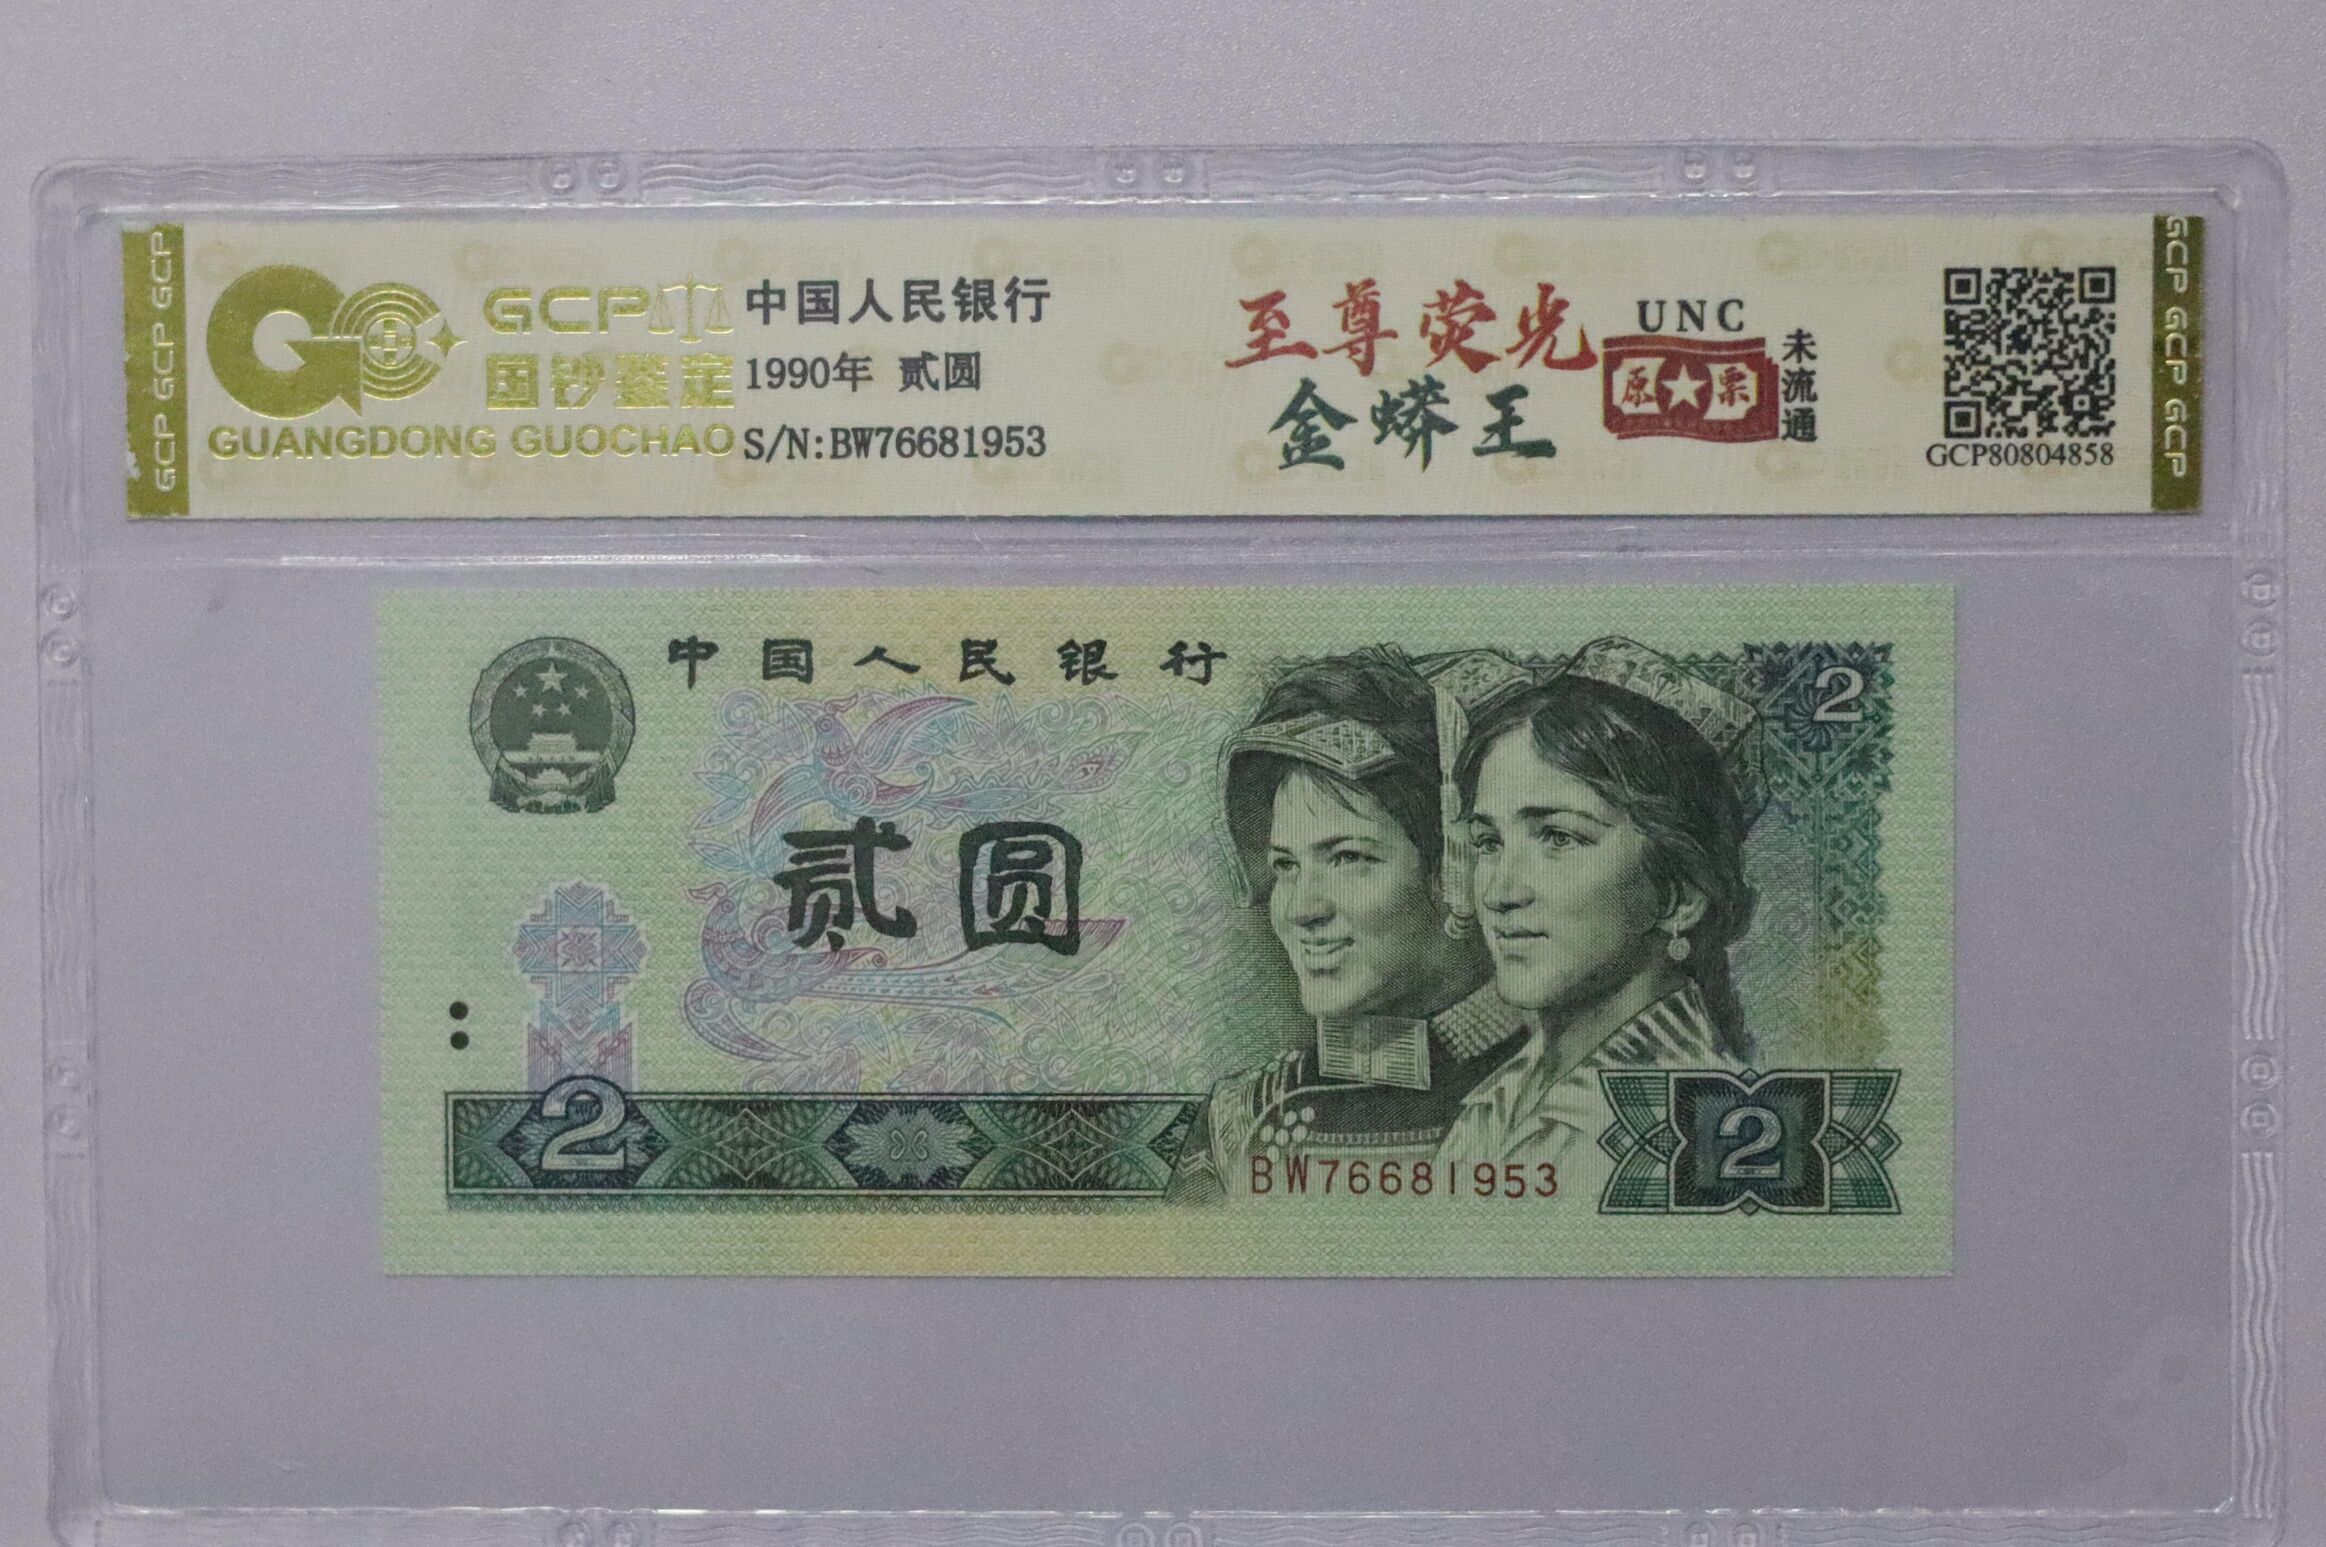 GCP GCP GCP
GCP
国钞鉴定
GUANGDONG GUOCHAO
中国人民银行
1990年 贰圆
S/N:BW76681953
至尊荧光
金蟒王
UNC
原票
未流通
GCP80804858
GCP GCP GCP
中国人民银行
2
贰圆
2
BW76681953
2